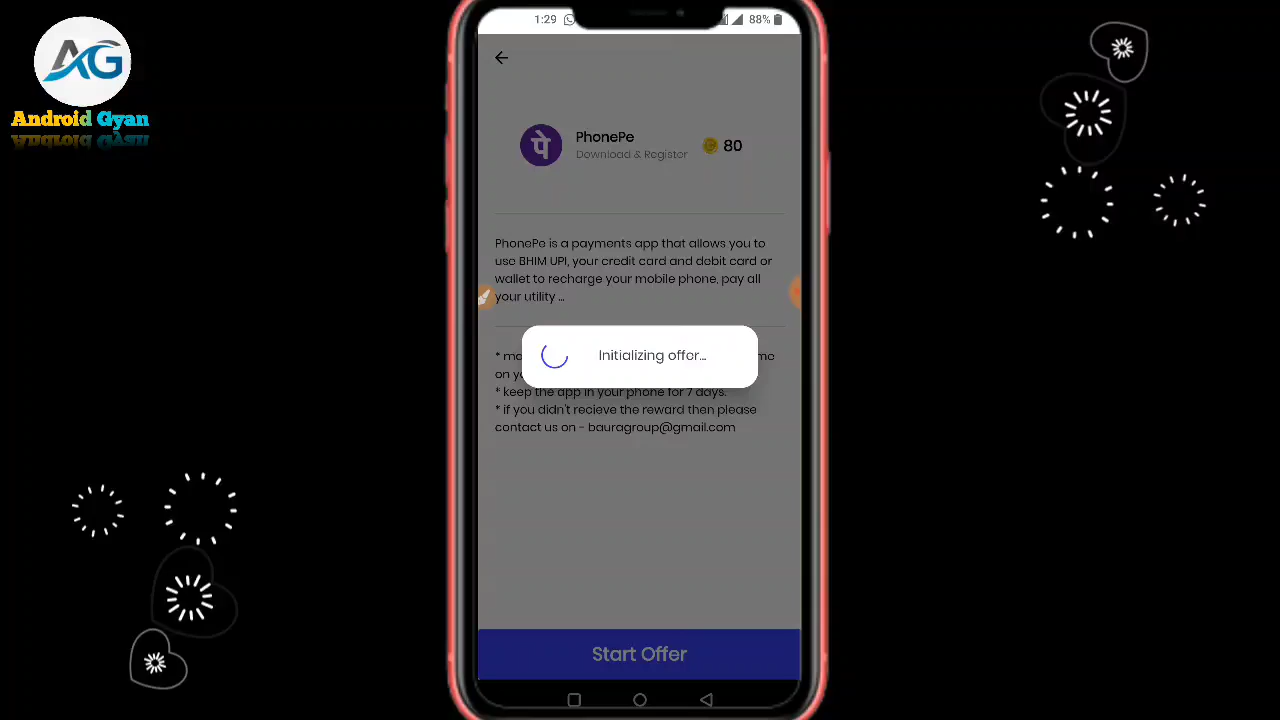 AG
Android Gyan
1:29
88%
पे
PhonePe
Download & Register
80
PhonePe is a payments app that allows you to
use BHIM UPI, your credit card and debit card or
wallet to recharge your mobile phone, pay all
your utility ...
Initializing offer...
me
* keep the app in your phone for 7 days.
* if you didn't recieve the reward then please
contact us on - bauragroup@gmail.com
Start Offer